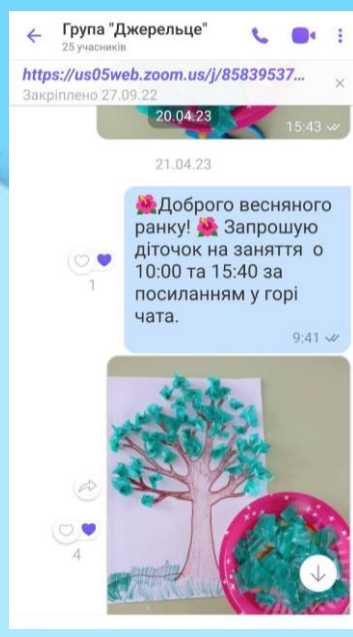 Група "Джерельце"
25 учасників
https://us05web.zoom.us/j/85839537...
Закріплено 27.09.22
20.04.23
15:43
21.04.23
🌺Доброго весняного
ранку! 🌺 Запрошую
діточок на заняття о
10:00 та 15:40 за
посиланням у горі
чата.
9:41
1
4